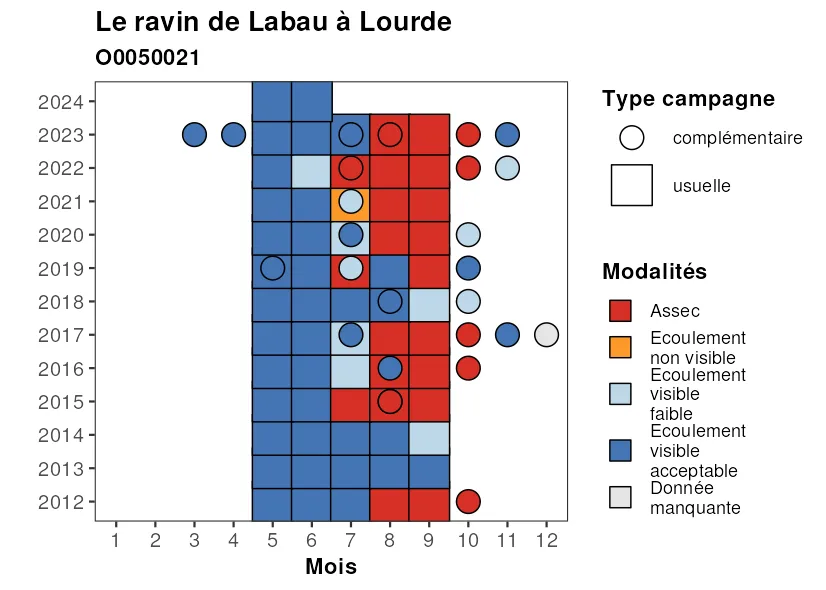 Le ravin de Labau à Lourde
O0050021
2024
2023
2022
2021
2020
2019
2018
2017
2016
2015
2014
2013
2012
1 2 3 4 5 6 7 8 9 10 11 12
Mois
Type campagne
complémentaire
usuelle
Modalités
Assec
Ecoulement
non visible
Ecoulement
visible
faible
Ecoulement
visible
acceptable
Donnée
manquante